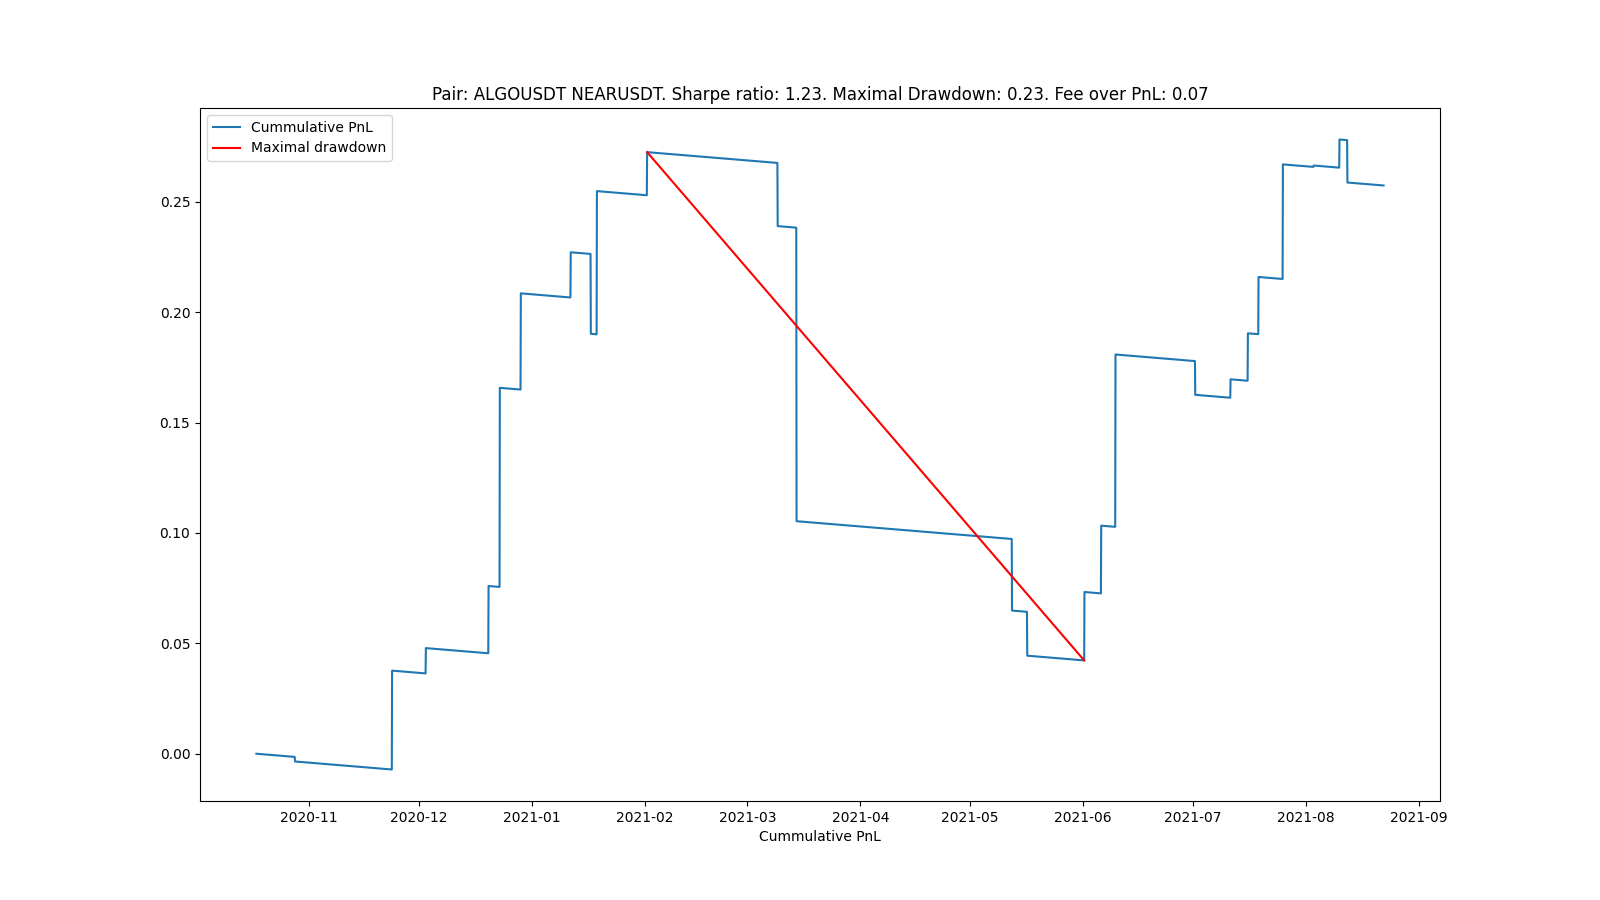 Pair: ALGOUSDT NEARUSDT. Sharpe ratio: 1.23. Maximal Drawdown: 0.23. Fee over PnL: 0.07
Cummulative PnL
Maximal drawdown
0.25
0.20
0.15
0.10
0.05
0.00
2020-11 2020-12 2021-01 2021-02 2021-03 2021-04 2021-05 2021-06 2021-07 2021-08 2021-09
Cummulative PnL